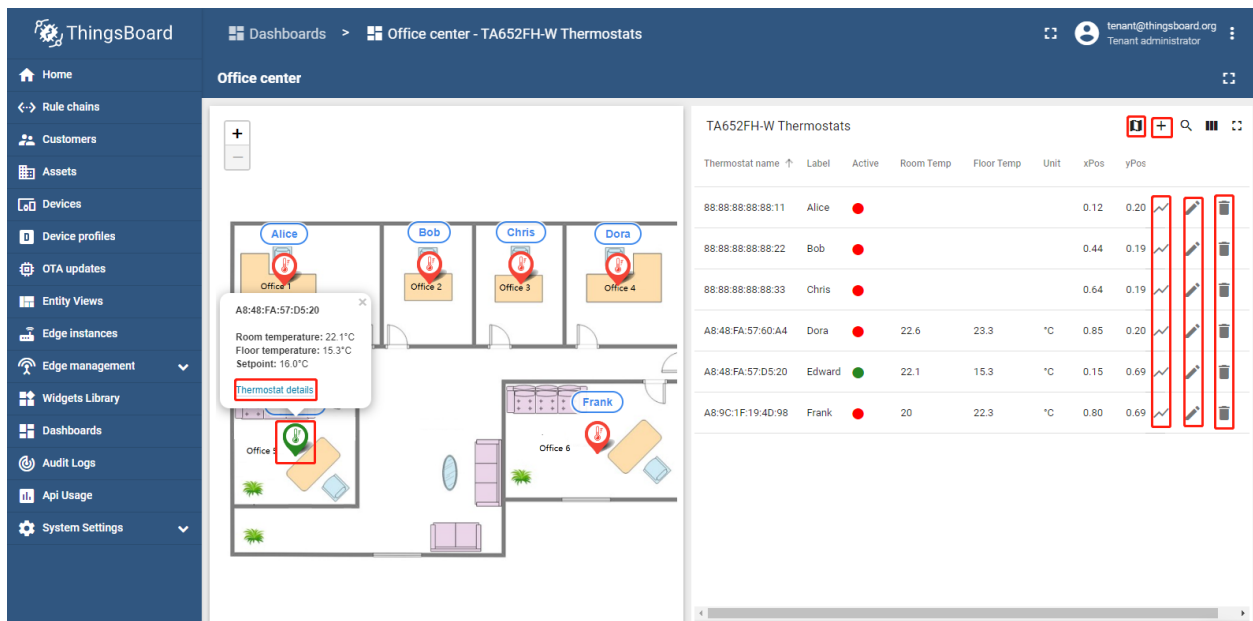 ThingsBoard
Dashboards > Office center - TA652FH-W Thermostats
tenant@thingsboard.org
Tenant administrator
Home
Rule chains
Customers
Assets
Devices
Device profiles
OTA updates
Entity Views
Edge instances
Edge management
Widgets Library
Dashboards
Audit Logs
Api Usage
System Settings
Office center
+
−
Alice
Bob
Chris
Dora
Office 1
Office 2
Office 3
Office 4
A8:48:FA:57:D5:20
×
Room temperature: 22.1°C
Floor temperature: 15.3°C
Setpoint: 16.0°C
Thermostat details
Frank
Office 5
Office 6
TA652FH-W Thermostats
Thermostat name ↑ Label Active Room Temp Floor Temp Unit xPos yPos
88:88:88:88:88:11 Alice 0.12 0.20
88:88:88:88:88:22 Bob 0.44 0.19
88:88:88:88:88:33 Chris 0.64 0.19
A8:48:FA:57:60:A4 Dora 22.6 23.3 °C 0.85 0.20
A8:48:FA:57:D5:20 Edward 22.1 15.3 °C 0.15 0.69
A8:9C:1F:19:4D:98 Frank 20 22.3 °C 0.80 0.69